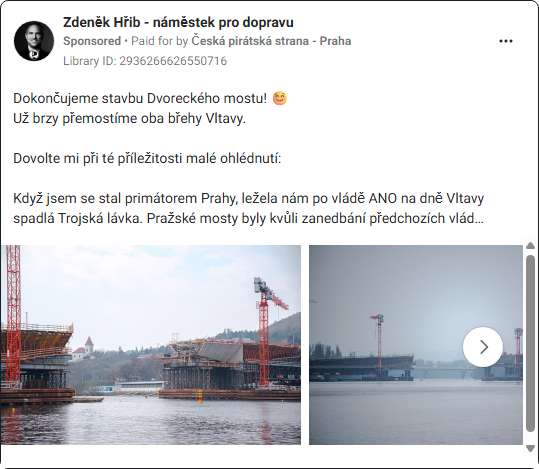 Zdeněk Hřib - náměstek pro dopravu
Sponsored • Paid for by Česká pirátská strana - Praha
Library ID: 2936266626550716
Dokončujeme stavbu Dvoreckého mostu! 🥰
Už brzy přemostíme oba břehy Vltavy.
Dovolte mi při té příležitosti malé ohlédnutí:
Když jsem se stal primátorem Prahy, ležela nám po vládě ANO na dně Vltavy
spadlá Trojská lávka. Pražské mosty byly kvůli zanedbání předchozích vlád...